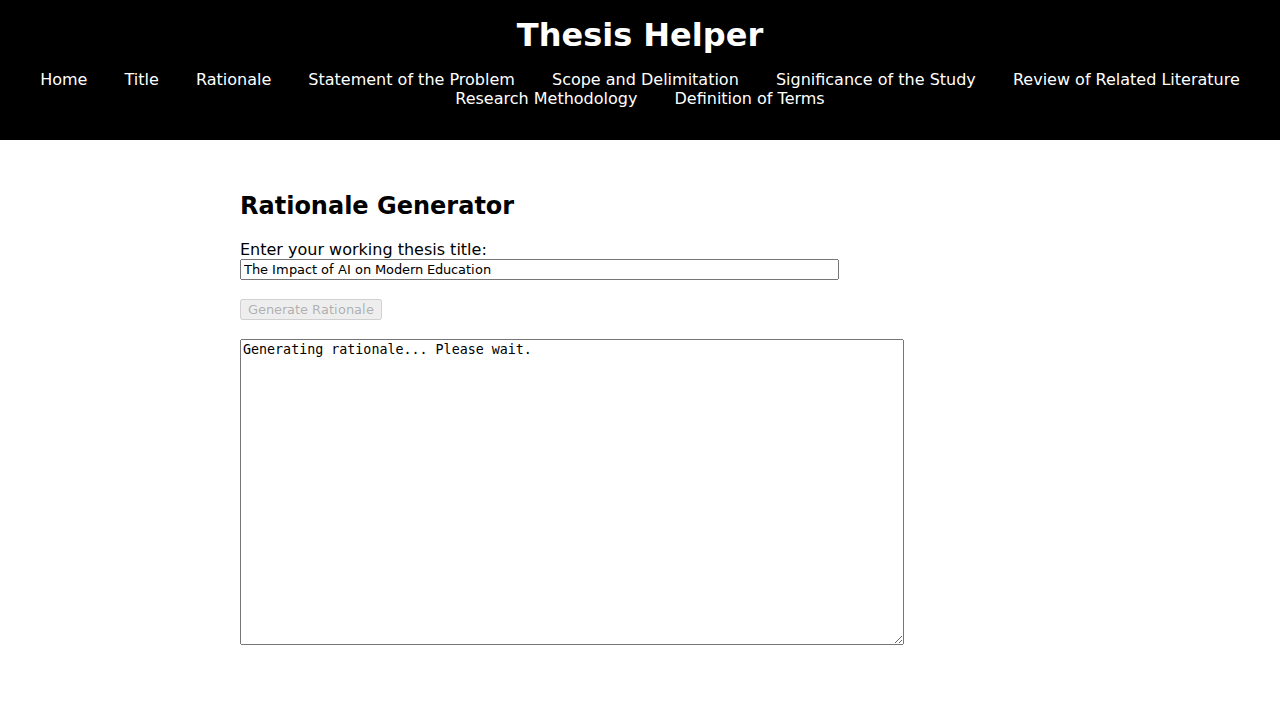 Thesis Helper
Home Title Rationale Statement of the Problem Scope and Delimitation Significance of the Study Review of Related Literature
Research Methodology Definition of Terms
Rationale Generator
Enter your working thesis title:
The Impact of AI on Modern Education
Generate Rationale
Generating rationale... Please wait.